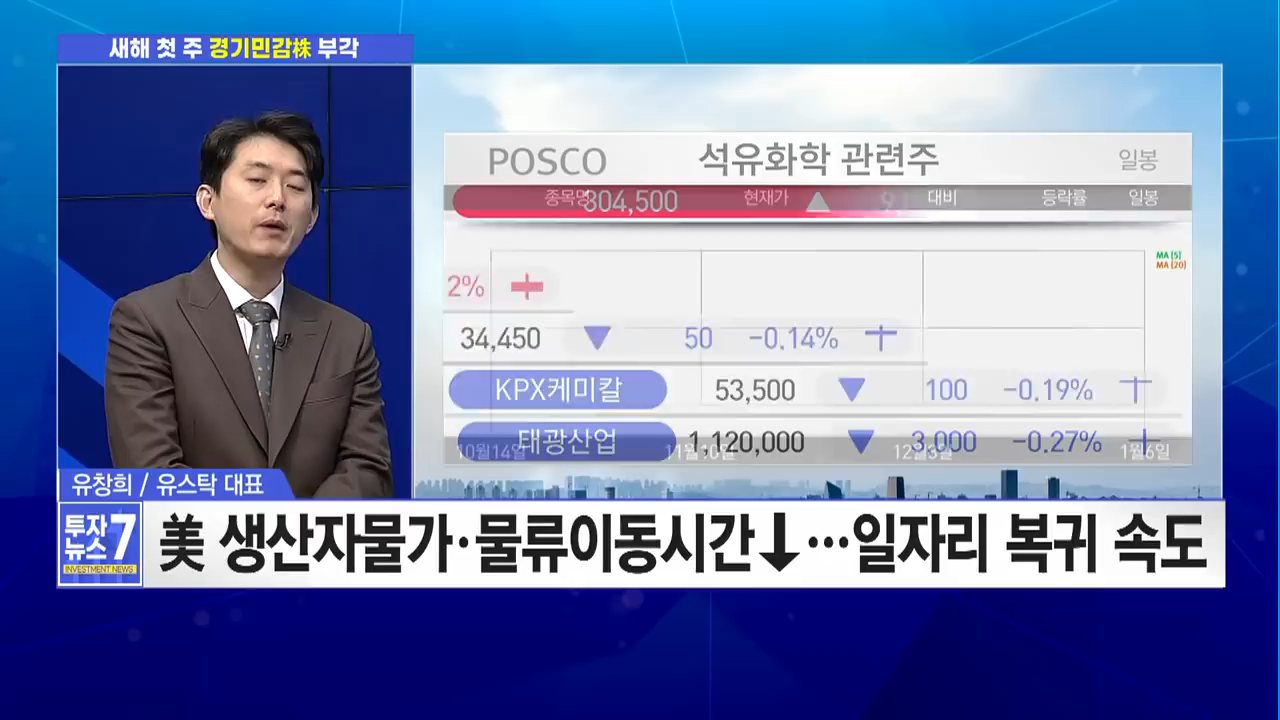 새해 첫 주 경기민감株 부각
POSCO 석유화학 관련주 일봉
종목명 현재가 대비 등락률 일봉
304,500
MA [5]
MA [20]
2%
34,450 50 -0.14%
KPX케미칼 53,500 100 -0.19%
태광산업 1,120,000 3,000 -0.27%
10월14일 12월3일 1월6일
유창희 / 유스탁 대표
투자
뉴스7
INVESTMENT NEWS
美 생산자물가·물류이동시간↓…일자리 복귀 속도